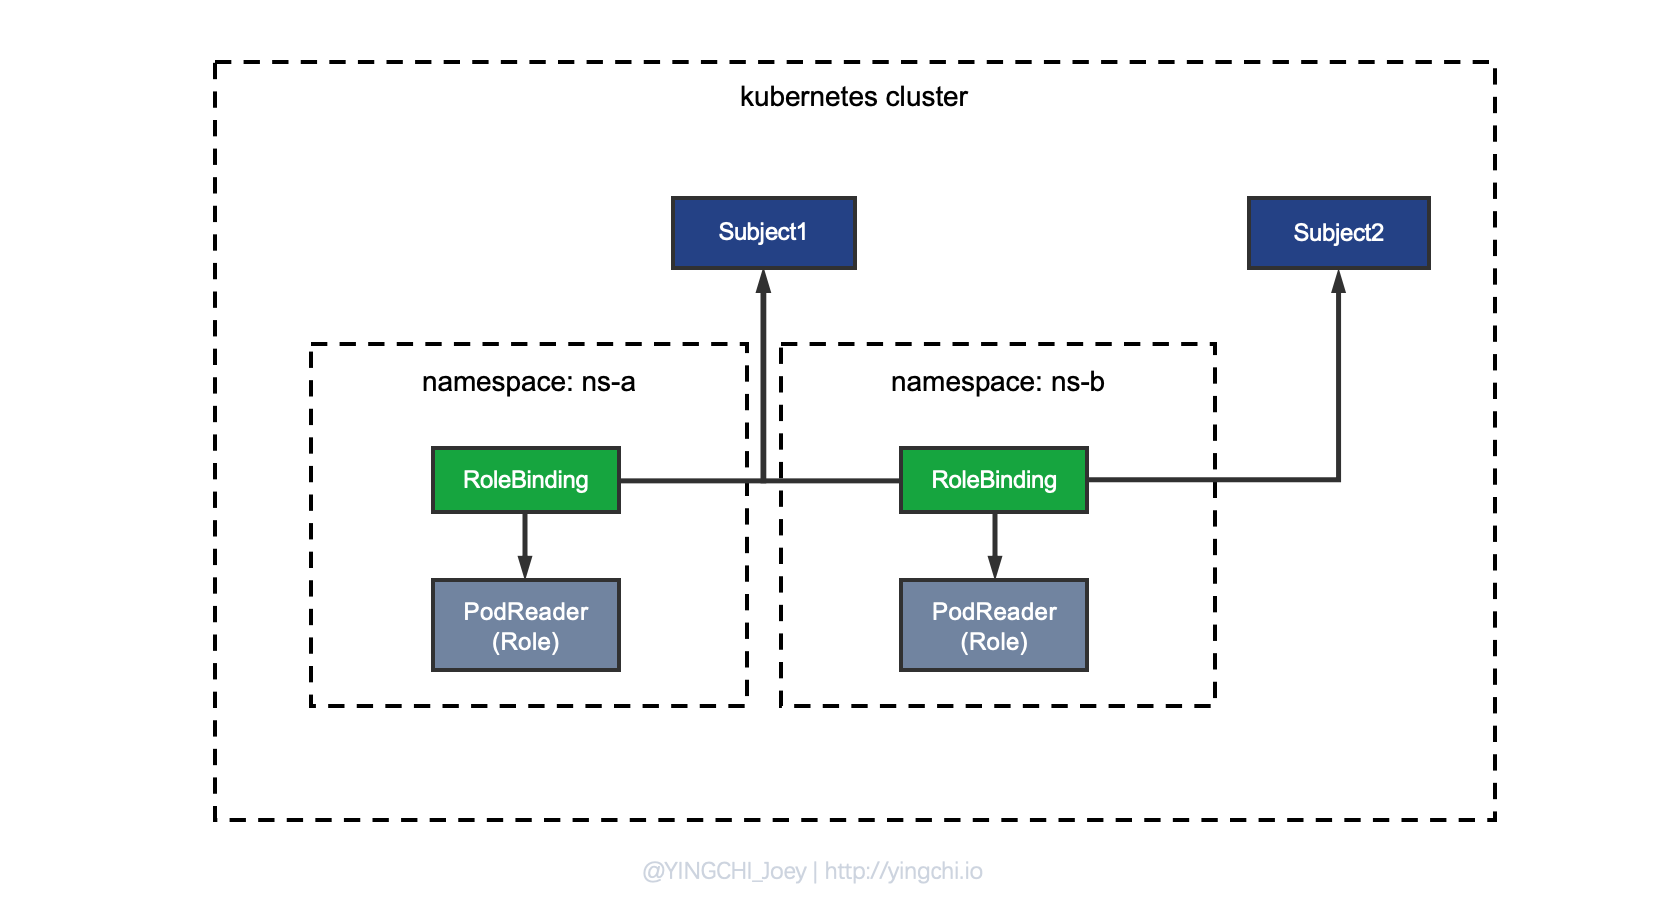 kubernetes cluster
Subject1
Subject2
namespace: ns-a
namespace: ns-b
RoleBinding
RoleBinding
PodReader
(Role)
PodReader
(Role)
@YINGCHI_Joey | http://yingchi.io